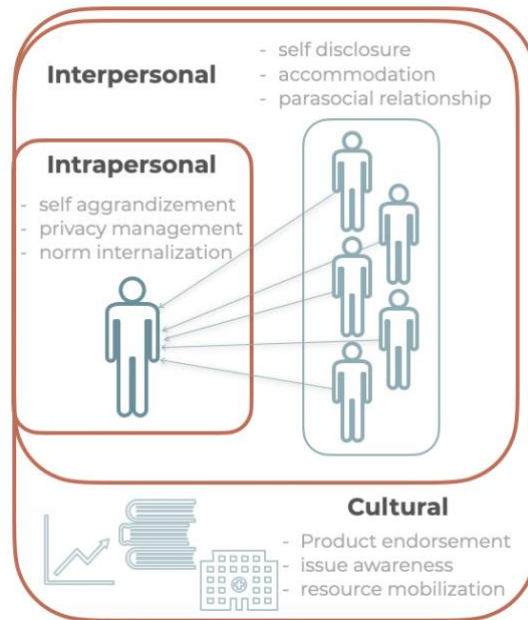 Interpersonal
- self disclosure
- accommodation
- parasocial relationship
Intrapersonal
- self aggrandizement
- privacy management
- norm internalization
Cultural
- Product endorsement
- issue awareness
- resource mobilization